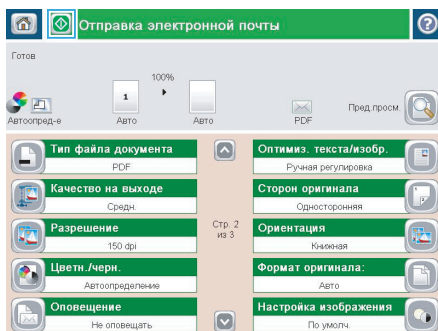 Отправка электронной почты
Готов
100%
1
Автоопред-е
Авто
Авто
PDF
Пред.просм.
Тип файла документа
PDF
Качество на выходе
Средн.
Разрешение
150 dpi
Цветн./черн.
Автоопределение
Оповещение
Не оповещать
Стр. 2
из 3
Оптимиз. текста/изобр.
Ручная регулировка
Сторон оригинала
Односторонняя
Ориентация
Книжная
Формат оригинала:
Авто
Настройка изображения
По умолч.